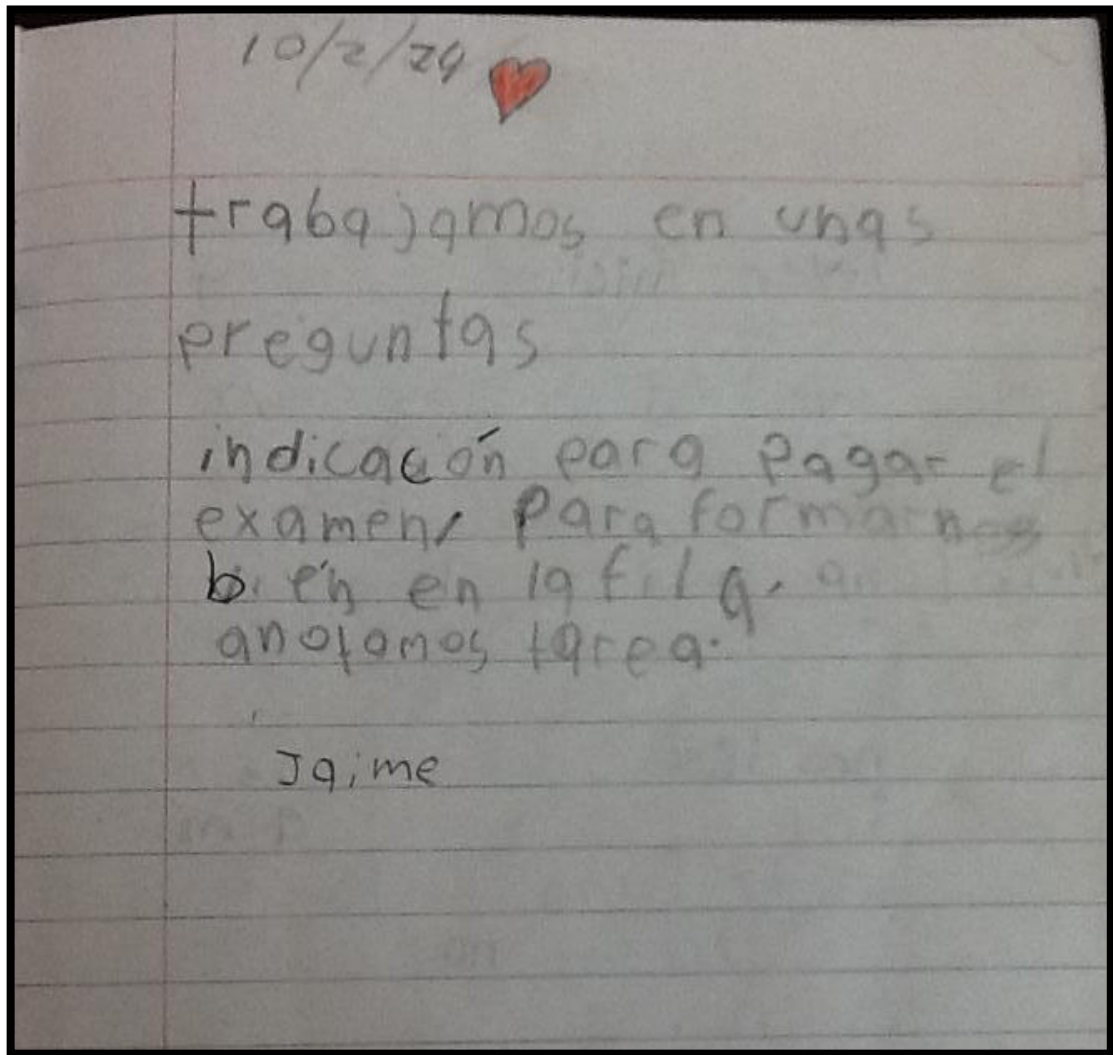 10/2/24
trabajamos en unas
preguntas
indicación para pagar el
examen, para formarnos
bien en la fila.
anotamos tarea.
Jaime